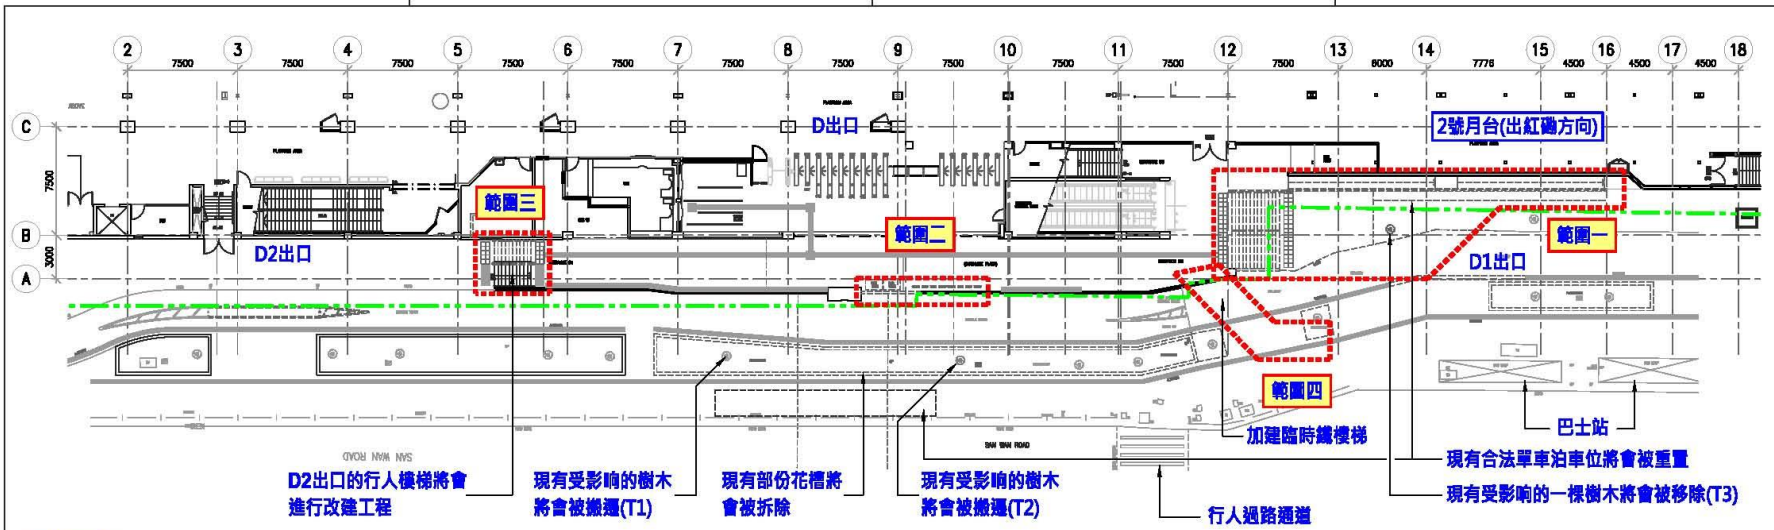 2 3 4 5 6 7 8 9 10 11 12 13 14 15 16 17 18
7500 7500 7500 7500 7500 7500 7500 7500 7500 7500 7500 6000 7776 4500 4500 4500
C
D出口
2號月台(出紅磡方向)
7500
範圍三
B
範圍二
範圍一
D2出口
3000
A
D1出口
範圍四
加建臨時鐵樓梯
巴士站
SAN WAN ROAD
SAN WAN ROAD
現有合法單車泊車位將會被重置
D2出口的行人樓梯將會
進行改建工程
現有受影响的樹木
將會被搬遷(T1)
現有部份花槽將
會被拆除
現有受影响的樹木
將會被搬遷(T2)
現有受影响的一棵樹木將會被移除(T3)
行人過路通道